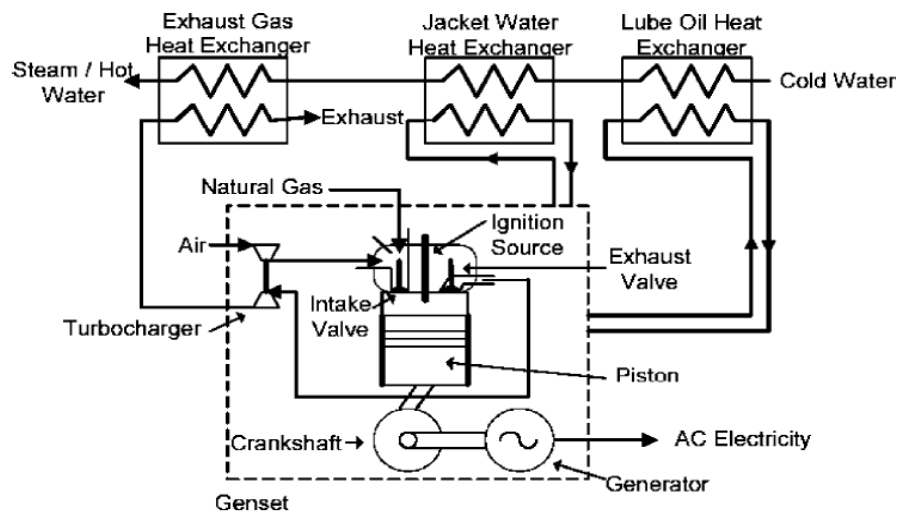 Exhaust Gas
Heat Exchanger
Jacket Water
Heat Exchanger
Lube Oil Heat
Exchanger
Steam / Hot
Water
Cold Water
Exhaust
Natural Gas
Ignition
Source
Air
Exhaust
Valve
Intake
Valve
Turbocharger
Piston
Crankshaft
AC Electricity
Generator
Genset